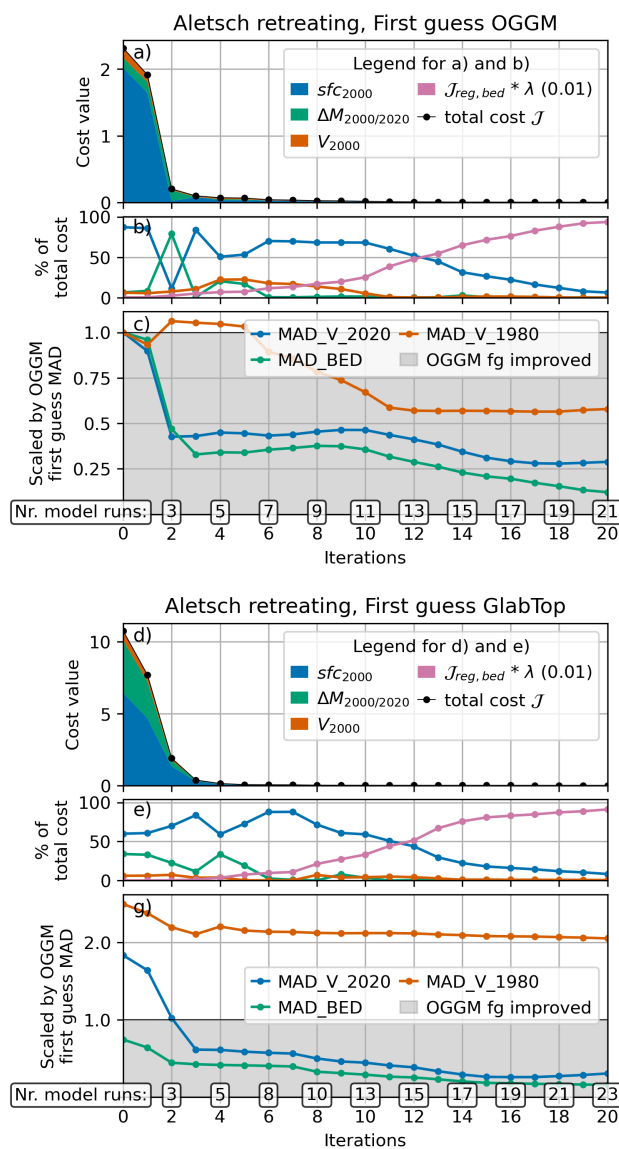 Aletsch retreating, First guess OGGM
a)
Legend for a) and b)
sfc₂₀₀₀
ΔM₂₀₀₀/₂₀₂₀
V₂₀₀₀
𝒥reg, bed * λ (0.01)
total cost 𝒥
Cost value
2
1
0
b)
% of
total cost
100
50
0
c)
MAD_V_2020
MAD_BED
MAD_V_1980
OGGM fg improved
Scaled by OGGM
first guess MAD
1.0
0.75
0.5
0.25
Nr. model runs: 3 5 7 9 11 13 15 17 19 21
0 2 4 6 8 10 12 14 16 18 20
Iterations
Aletsch retreating, First guess GlabTop
d)
Legend for d) and e)
sfc₂₀₀₀
ΔM₂₀₀₀/₂₀₂₀
V₂₀₀₀
𝒥reg, bed * λ (0.01)
total cost 𝒥
Cost value
10
5
0
e)
% of
total cost
100
50
0
g)
MAD_V_2020
MAD_BED
MAD_V_1980
OGGM fg improved
Scaled by OGGM
first guess MAD
2.0
1.0
Nr. model runs: 3 5 8 10 13 15 17 19 21 23
0 2 4 6 8 10 12 14 16 18 20
Iterations